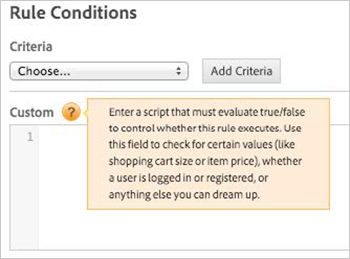 Rule Conditions
Criteria
Choose...
Add Criteria
Custom ?
Enter a script that must evaluate true/false
to control whether this rule executes. Use
this field to check for certain values (like
shopping cart size or item price), whether
a user is logged in or registered, or
anything else you can dream up.
1